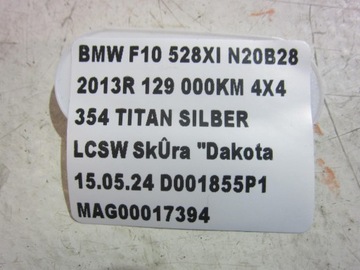 BMW F10 528XI N20B28
2013R 129 000KM 4X4
354 TITAN SILBER
LCSW SkÛra "Dakota
15.05.24 D001855P1
MAG00017394